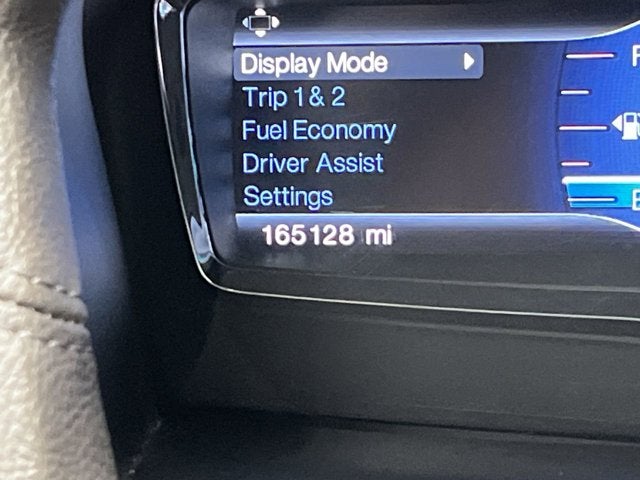 Display Mode
Trip 1 & 2
Fuel Economy
Driver Assist
Settings
165128 mi